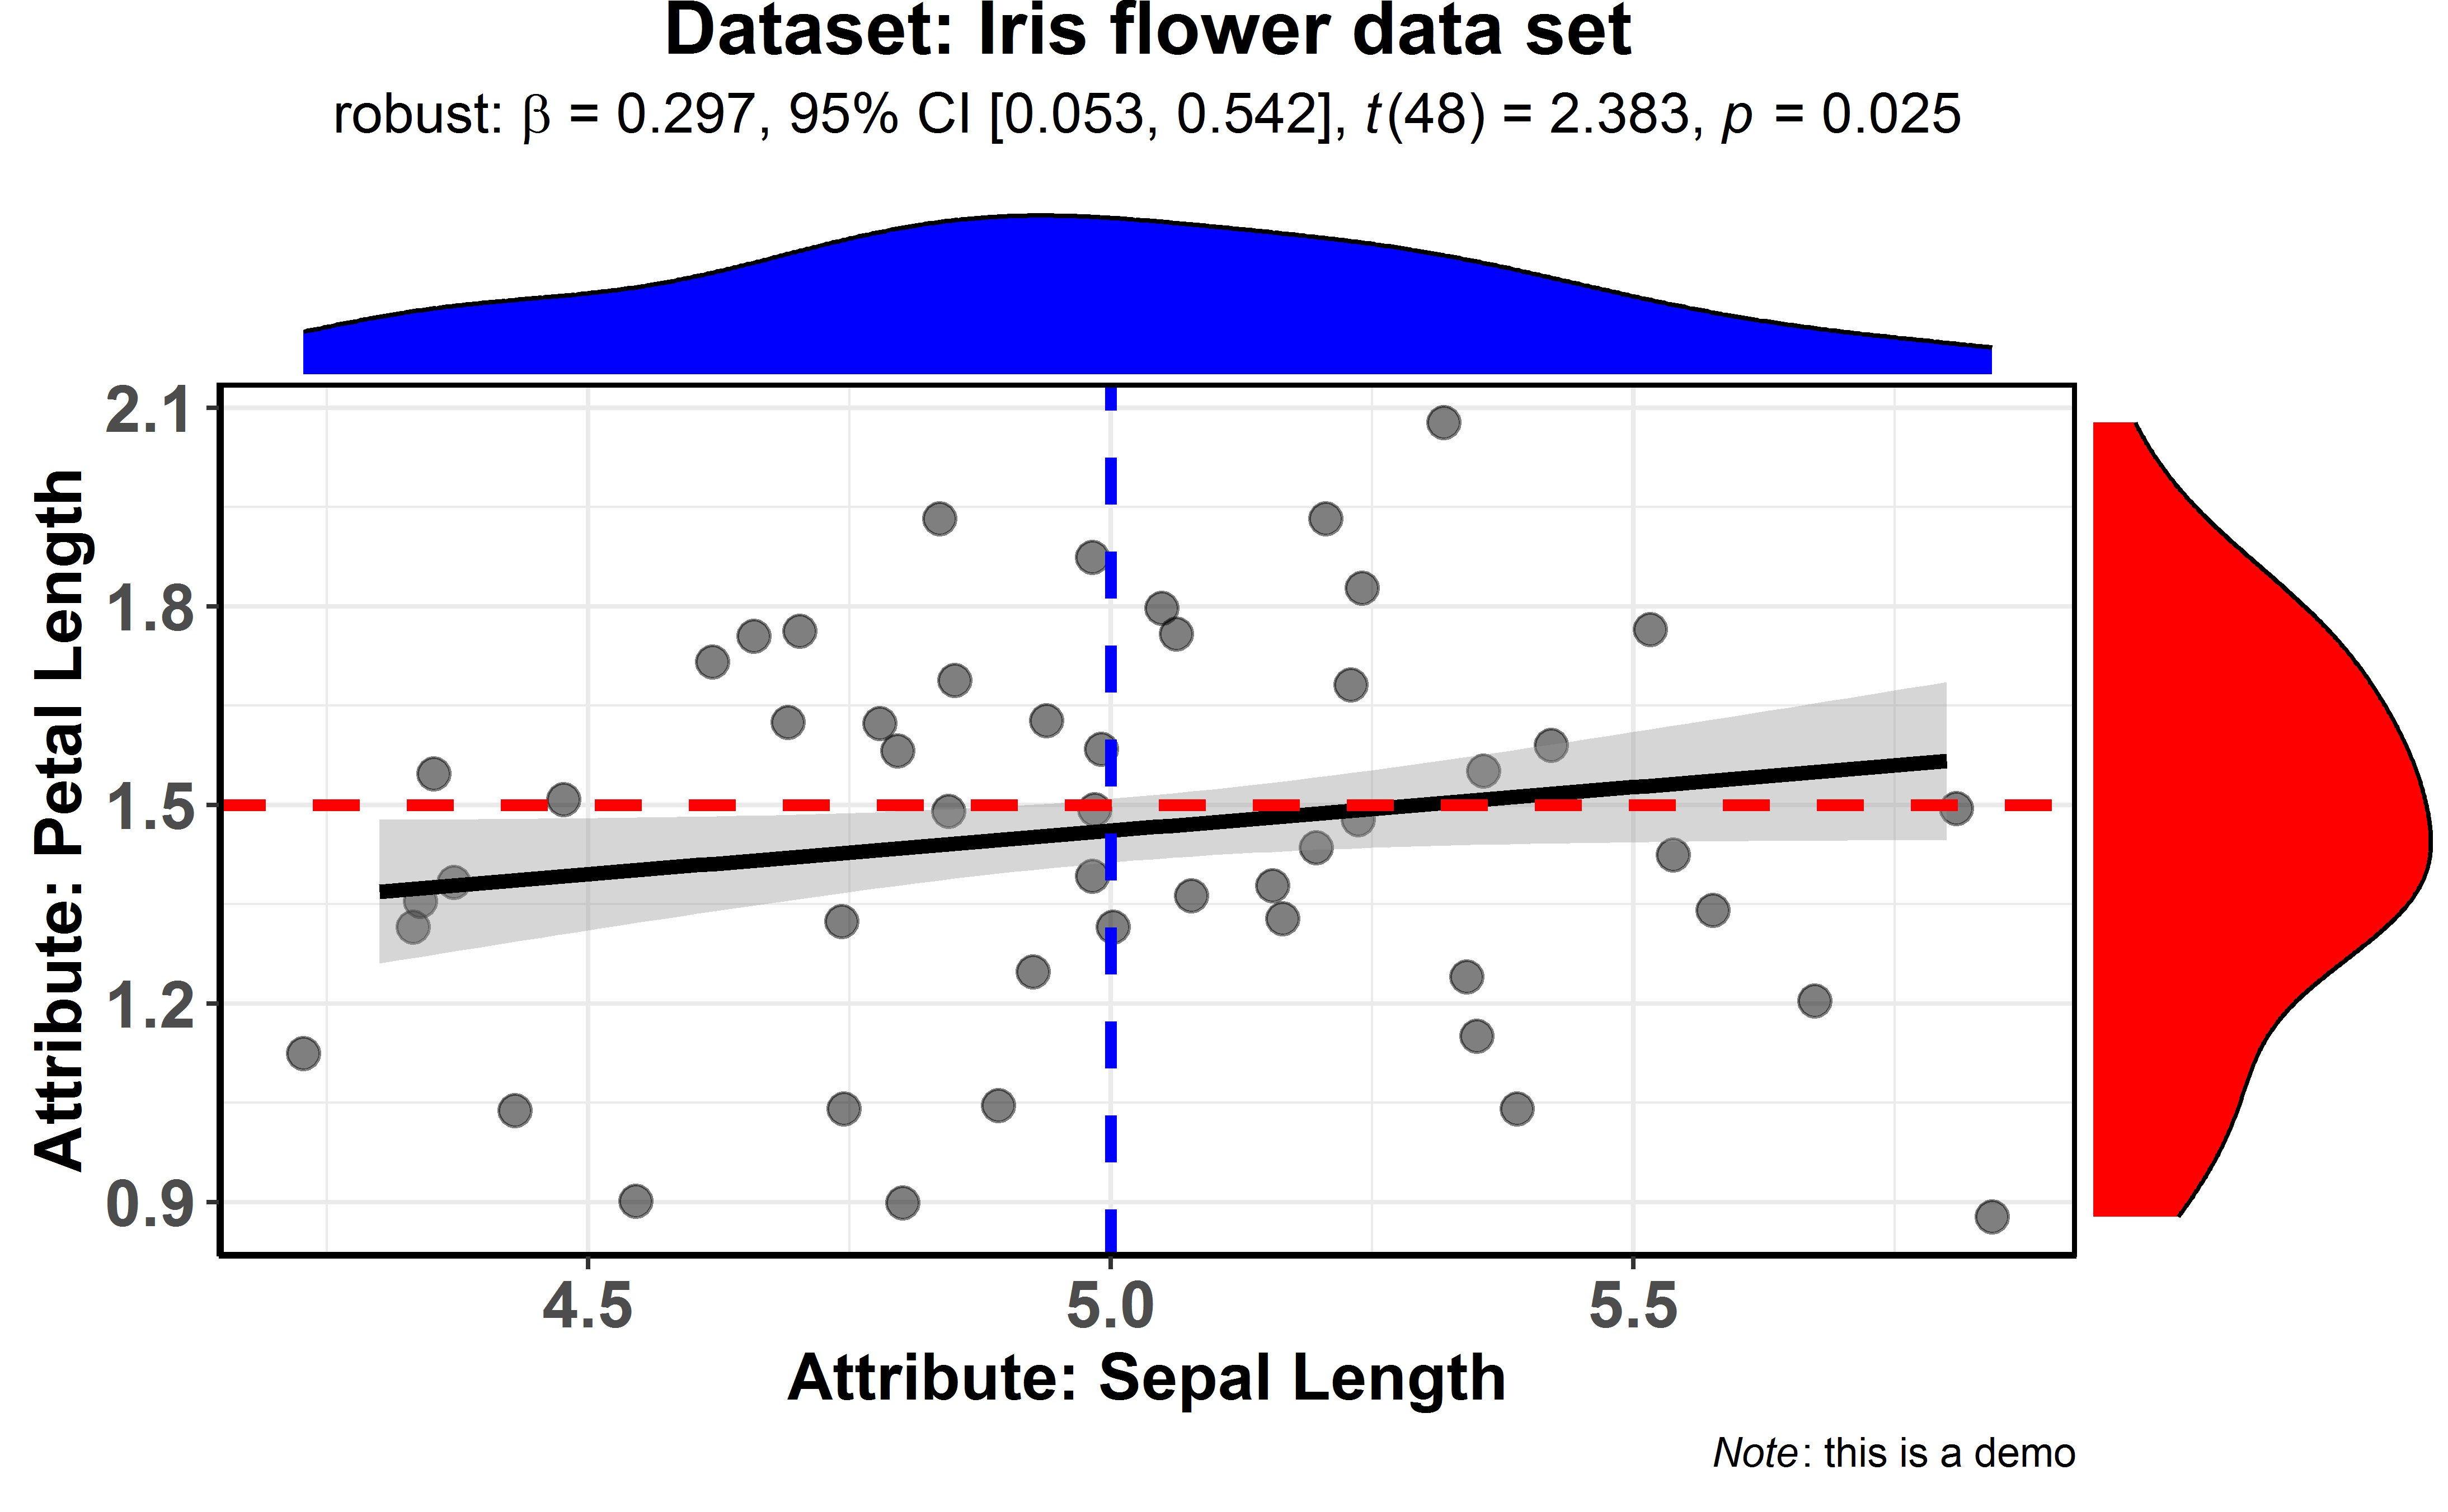 Dataset: Iris flower data set
robust: β = 0.297, 95% CI [0.053, 0.542], t(48) = 2.383, p = 0.025
Attribute: Petal Length
2.1
1.8
1.5
1.2
0.9
4.5 5.0 5.5
Attribute: Sepal Length
Note: this is a demo